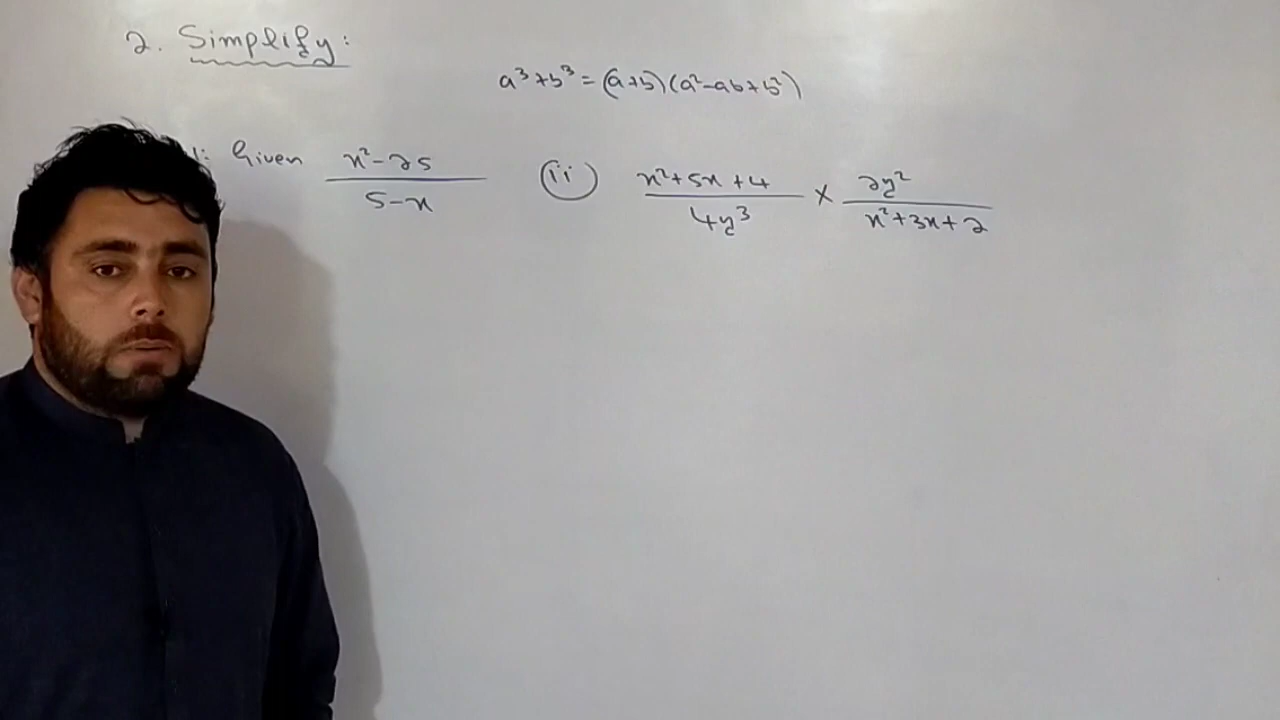 2. Simplify:
a³+b³=(a+b)(a²-ab+b²)
: Given x²-25 / 5-x
(ii) x²+5x+4 / 4y³ × 2y² / x²+3x+2